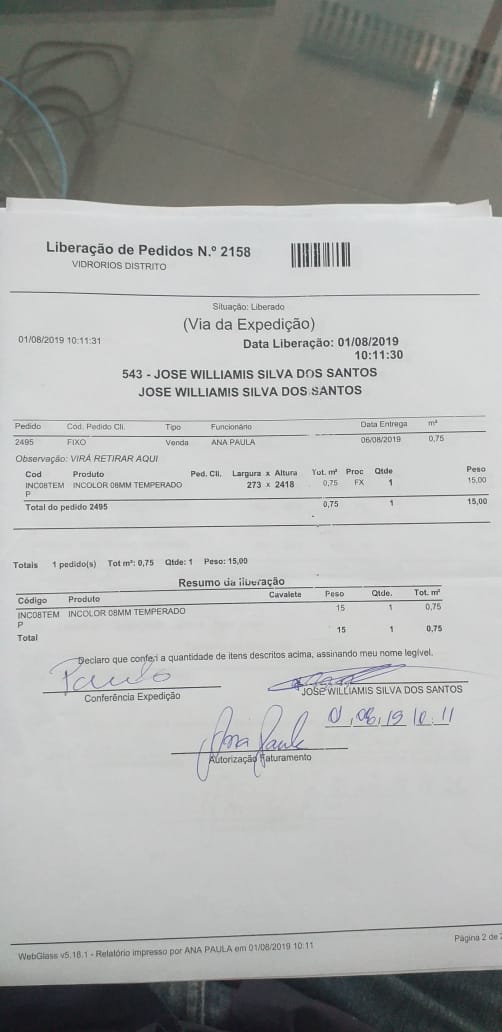 Liberação de Pedidos N.º 2158
VIDRORIOS DISTRITO
Situação: Liberado
(Via da Expedição)
01/08/2019 10:11:31
Data Liberação: 01/08/2019
10:11:30
543 - JOSE WILLIAMIS SILVA DOS SANTOS
JOSE WILLIAMIS SILVA DOS SANTOS
Pedido Cód. Pedido Cli. Tipo Funcionário Data Entrega m²
2495 FIXO Venda ANA PAULA 06/08/2019 0,75
Observação: VIRÁ RETIRAR AQUI
Cod Produto Ped. Cli. Largura x Altura Tot. m² Proc Qtde Peso
INC08TEM INCOLOR 08MM TEMPERADO 273 x 2418 0,75 FX 1 15,00
P
Total do pedido 2495 0,75 1 15,00
Totais 1 pedido(s) Tot m²: 0,75 Qtde: 1 Peso: 15,00
Resumo da liberação
Código Produto Cavalete Peso Qtde. Tot. m²
INC08TEM INCOLOR 08MM TEMPERADO 15 1 0,75
P
Total 15 1 0,75
Declaro que conferi a quantidade de itens descritos acima, assinando meu nome legível.
Paulo
Conferência Expedição
JOSE WILLIAMIS SILVA DOS SANTOS
Ana Paula
Autorização Faturamento
WebGlass v5.18.1 - Relatório impresso por ANA PAULA em 01/08/2019 10:11
Página 2 de